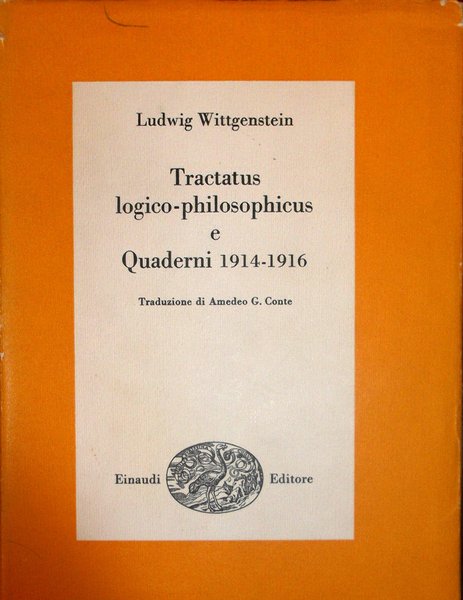 Ludwig Wittgenstein
Tractatus
logico-philosophicus
e
Quaderni 1914-1916
Traduzione di Amedeo G. Conte
Einaudi Editore